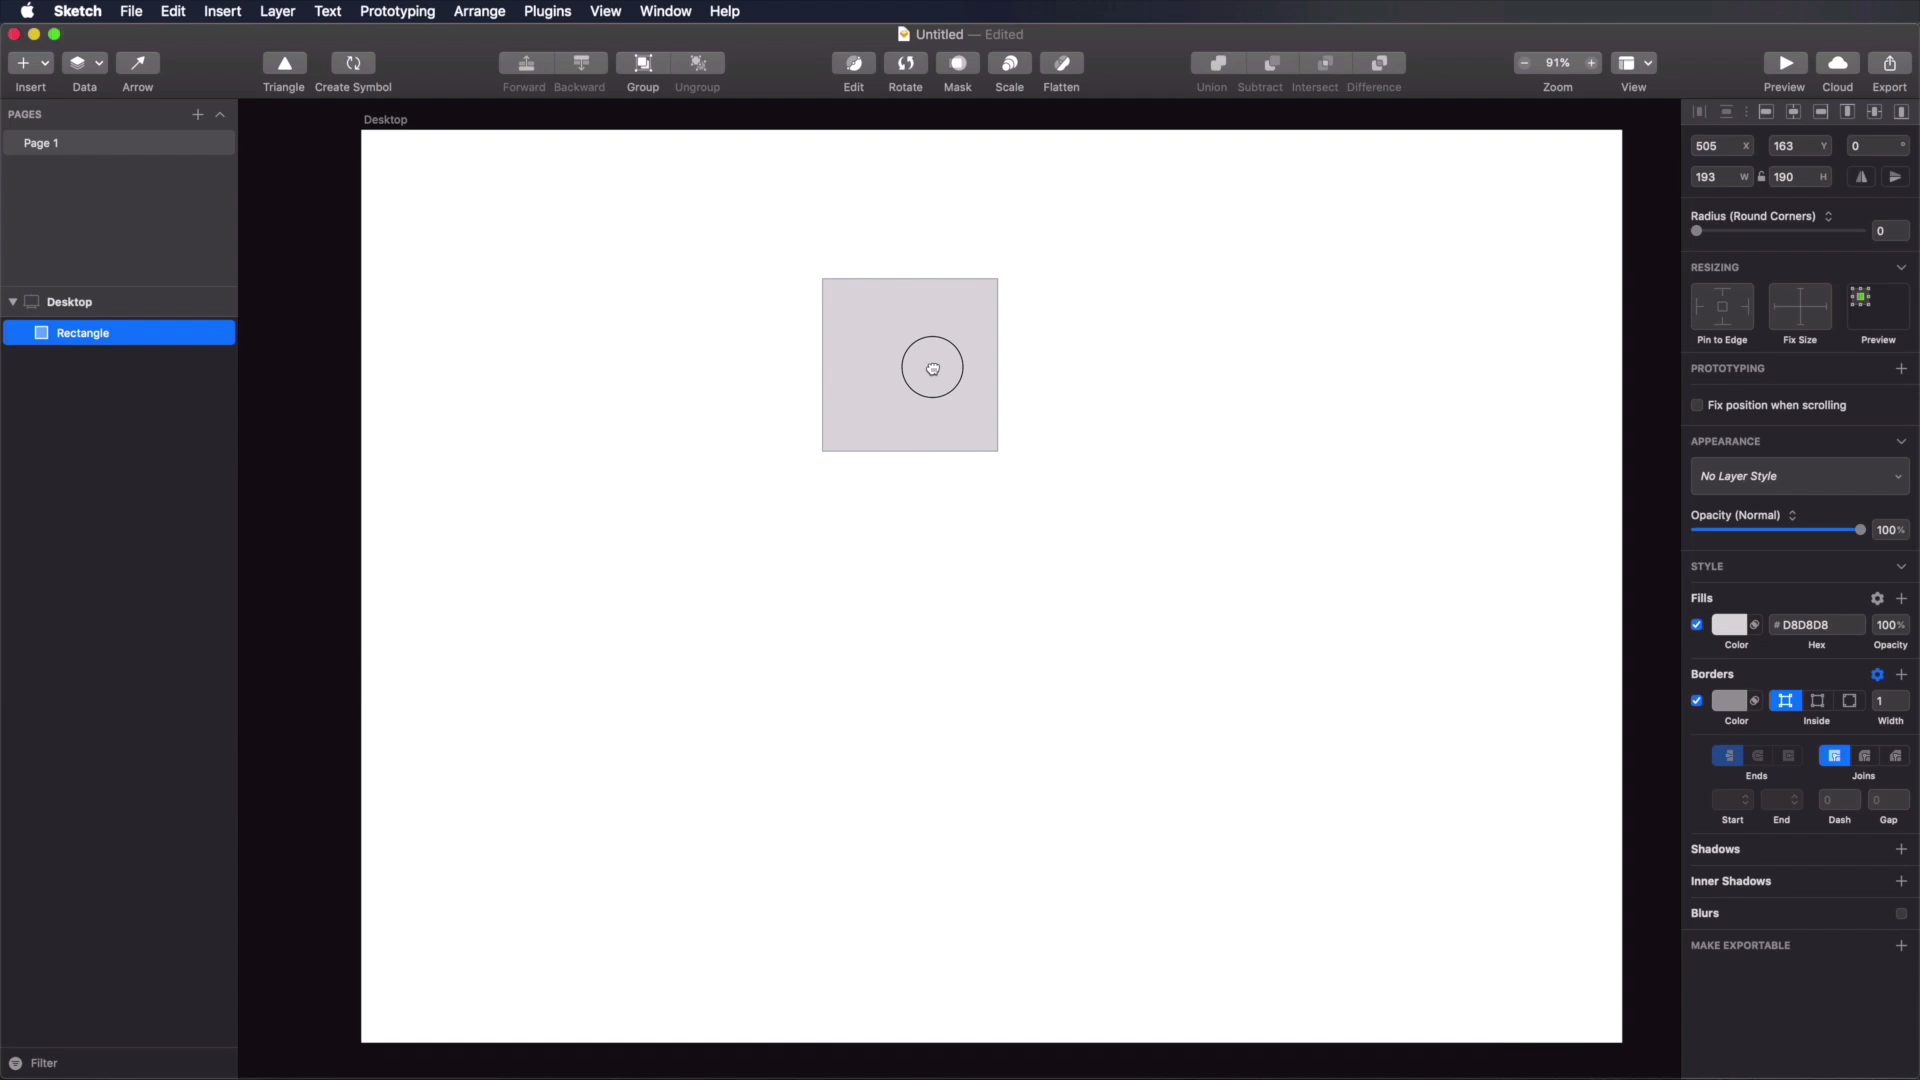 Sketch File Edit Insert Layer Text Prototyping Arrange Plugins View Window Help
Untitled — Edited
91%
Insert Data Arrow Triangle Create Symbol Forward Backward Group Ungroup Edit Rotate Mask Scale Flatten Union Subtract Intersect Difference Zoom View Preview Cloud Export
PAGES
Page 1
Desktop
Rectangle
Filter
Desktop
505 X 163 Y 0 °
193 W 190 H
Radius (Round Corners)
0
RESIZING
Pin to Edge Fix Size Preview
PROTOTYPING
Fix position when scrolling
APPEARANCE
No Layer Style
Opacity (Normal)
100%
STYLE
Fills
# D8D8D8 100%
Color Hex Opacity
Borders
1
Color Inside Width
Ends Joins
0 0
Start End Dash Gap
Shadows
Inner Shadows
Blurs
MAKE EXPORTABLE